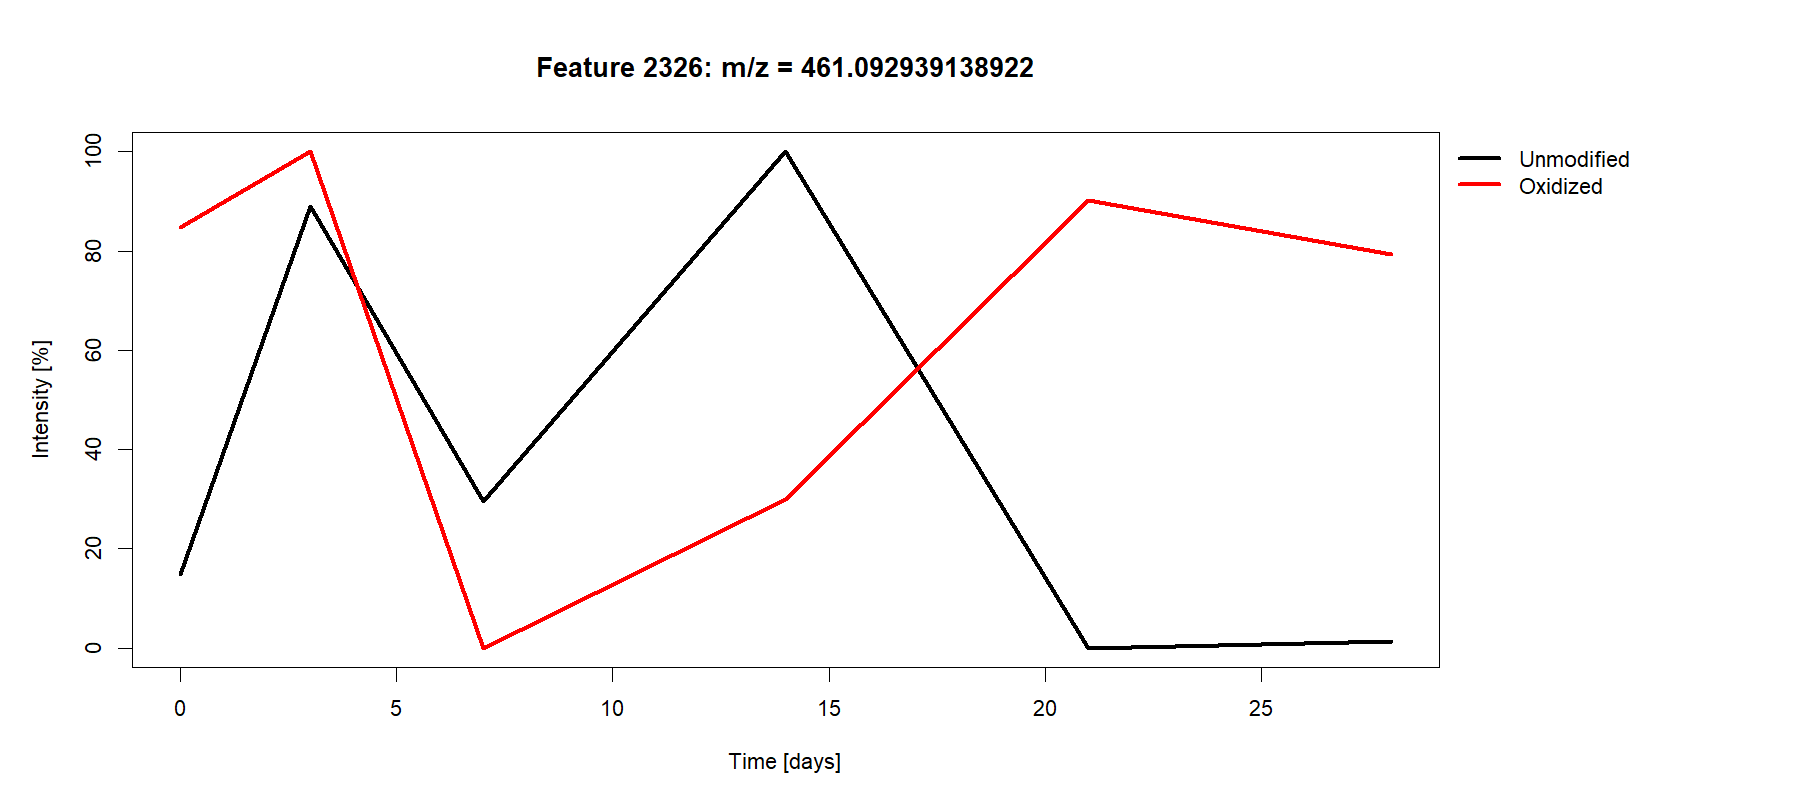 Feature 2326: m/z = 461.092939138922
Unmodified
Oxidized
Intensity [%]
100
80
60
40
20
0
0 5 10 15 20 25
Time [days]